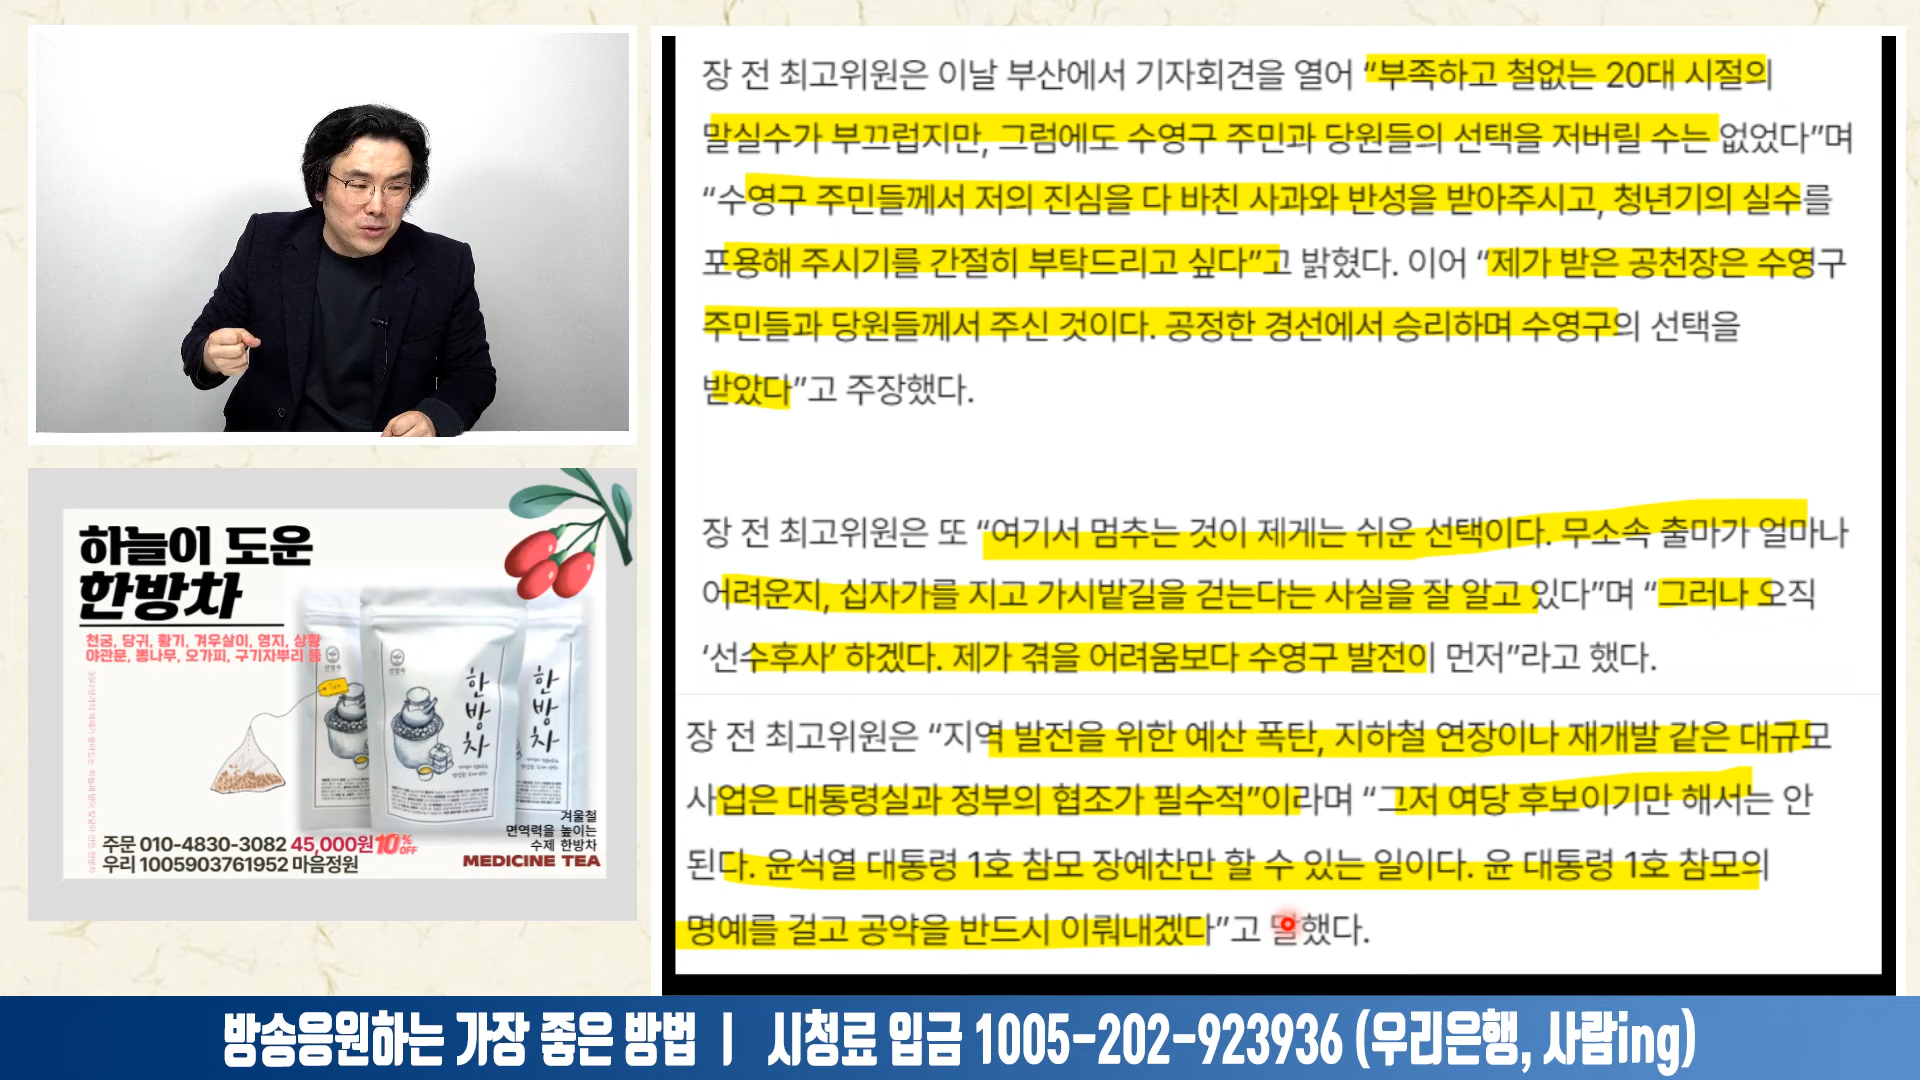 장 전 최고위원은 이날 부산에서 기자회견을 열어 “부족하고 철없는 20대 시절의
말실수가 부끄럽지만, 그럼에도 수영구 주민과 당원들의 선택을 저버릴 수는 없었다”며
“수영구 주민들께서 저의 진심을 다 바친 사과와 반성을 받아주시고, 청년기의 실수를
포용해 주시기를 간절히 부탁드리고 싶다”고 밝혔다. 이어 “제가 받은 공천장은 수영구
주민들과 당원들께서 주신 것이다. 공정한 경선에서 승리하며 수영구의 선택을
받았다”고 주장했다.
장 전 최고위원은 또 “여기서 멈추는 것이 제게는 쉬운 선택이다. 무소속 출마가 얼마나
어려운지, 십자가를 지고 가시밭길을 걷는다는 사실을 잘 알고 있다”며 “그러나 오직
‘선수후사’ 하겠다. 제가 겪을 어려움보다 수영구 발전이 먼저”라고 했다.
장 전 최고위원은 “지역 발전을 위한 예산 폭탄, 지하철 연장이나 재개발 같은 대규모
사업은 대통령실과 정부의 협조가 필수적”이라며 “그저 여당 후보이기만 해서는 안
된다. 윤석열 대통령 1호 참모 장예찬만 할 수 있는 일이다. 윤 대통령 1호 참모의
명예를 걸고 공약을 반드시 이뤄내겠다”고 말했다.
하늘이 도운
한방차
천궁, 당귀, 황기, 겨우살이, 영지, 상황
야관문, 뽕나무, 오가피, 구기자뿌리 등
한방차
한방차
겨울철
면역력을 높이는
수제 한방차
MEDICINE TEA
주문 010-4830-3082 45,000원 10% OFF
우리 1005903761952 마음정원
방송응원하는 가장 좋은 방법 | 시청료 입금 1005-202-923936 (우리은행, 사람ing)